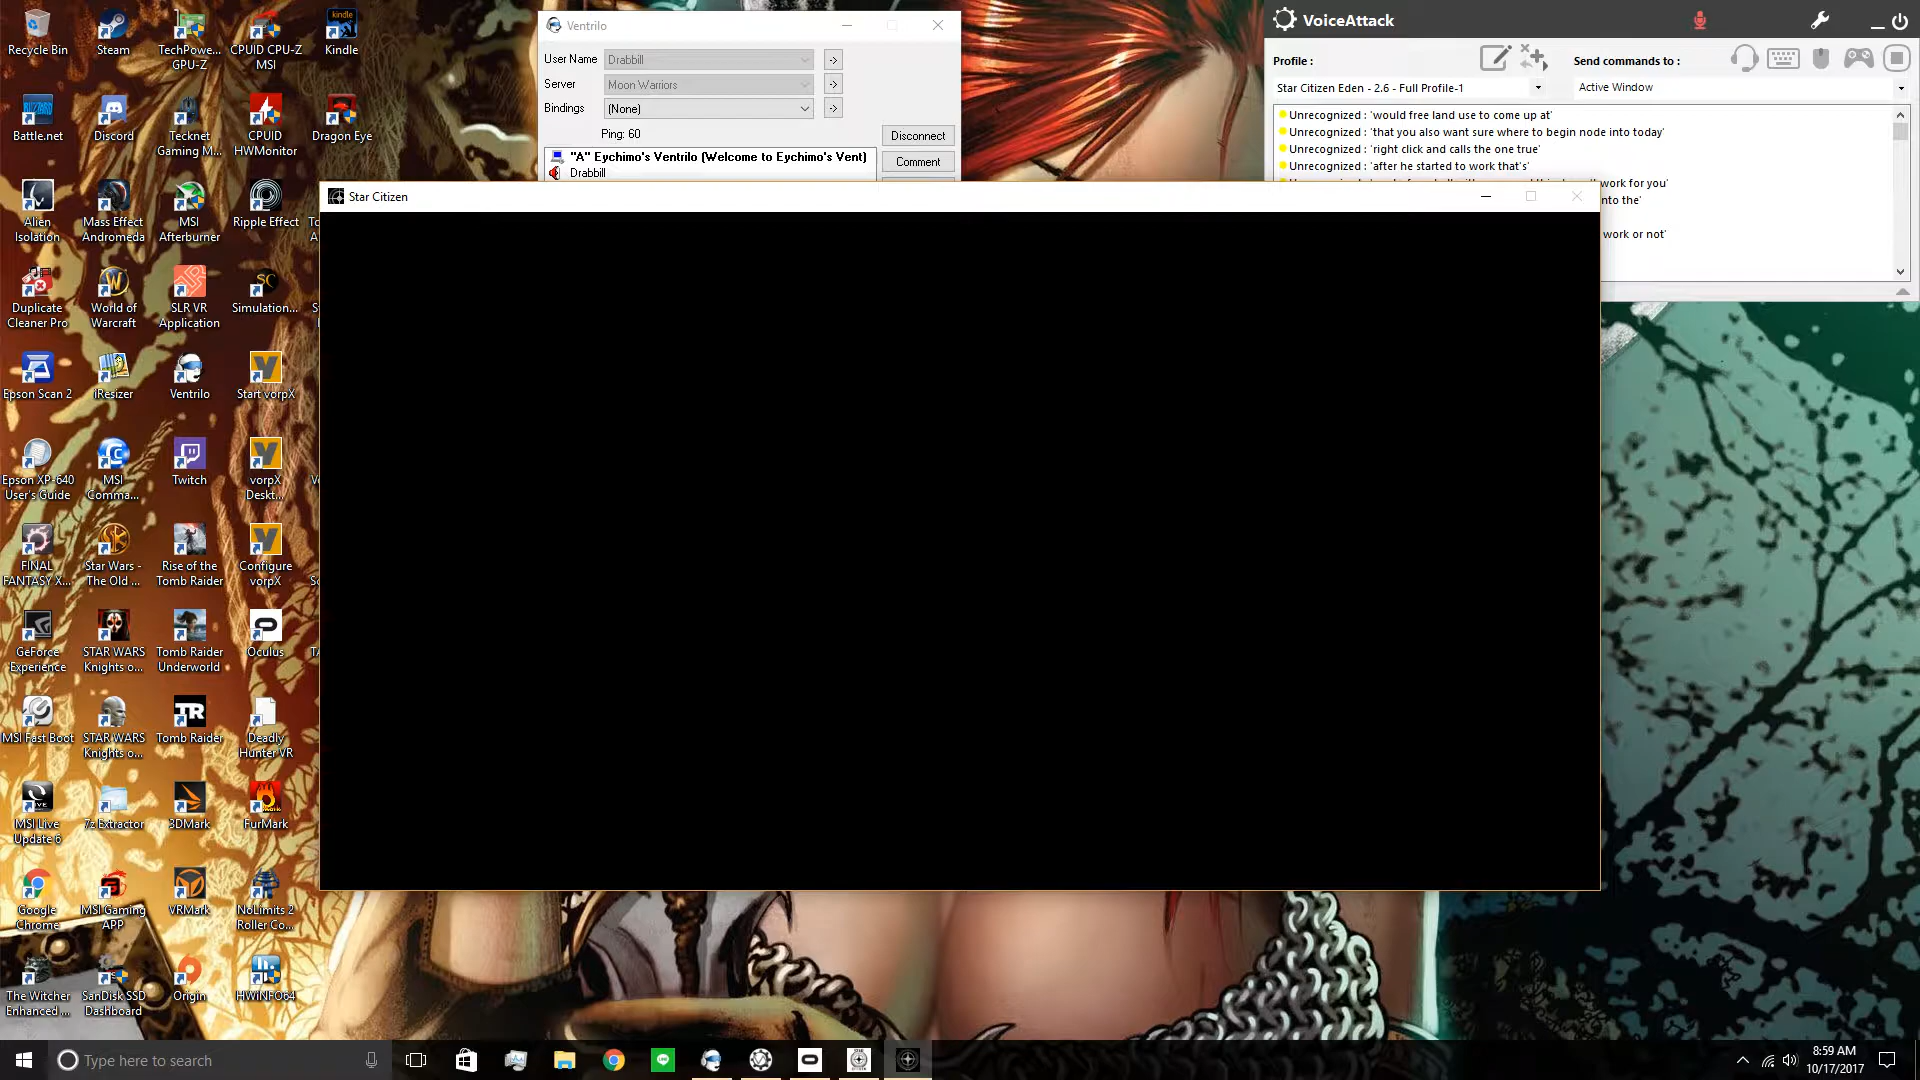 Recycle Bin
Steam
TechPowe...
GPU-Z
CPUID CPU-Z
MSI
kindle
Kindle
Battle.net
Discord
Tecknet
Gaming M...
CPUID
HWMonitor
Dragon Eye
Alien
Isolation
Mass Effect
Andromeda
MSI
Afterburner
Ripple Effect
Duplicate
Cleaner Pro
World of
Warcraft
SLR VR
Application
Simulation...
Epson Scan 2
iResizer
Ventrilo
Start vorpX
Epson XP-640
User's Guide
MSI
Comma...
Twitch
vorpX
Deskt...
FINAL
FANTASY X...
Star Wars -
The Old ...
Rise of the
Tomb Raider
Configure
vorpX
GeForce
Experience
STAR WARS
Knights o...
Tomb Raider
Underworld
Oculus
MSI Fast Boot
STAR WARS
Knights o...
Tomb Raider
Deadly
Hunter VR
MSI Live
Update 6
7z Extractor
3DMark
FurMark
Google
Chrome
MSI Gaming
APP
VRMark
NoLimits 2
Roller Co...
The Witcher
Enhanced ...
SanDisk SSD
Dashboard
Origin
HWiNFO64
Ventrilo
User Name
Drabbill
->
Server
Moon Warriors
->
Bindings
(None)
->
Ping: 60
Disconnect
Comment
"A" Eychimo's Ventrilo (Welcome to Eychimo's Vent)
Drabbill
VoiceAttack
Profile :
Send commands to :
Star Citizen Eden - 2.6 - Full Profile-1
Active Window
Unrecognized : 'would free land use to come up at'
Unrecognized : 'that you also want sure where to begin node into today'
Unrecognized : 'right click and calls the one true'
Unrecognized : 'after he started to work that's'
work for you'
into the'
work or not'
Star Citizen
Type here to search
8:59 AM
10/17/2017